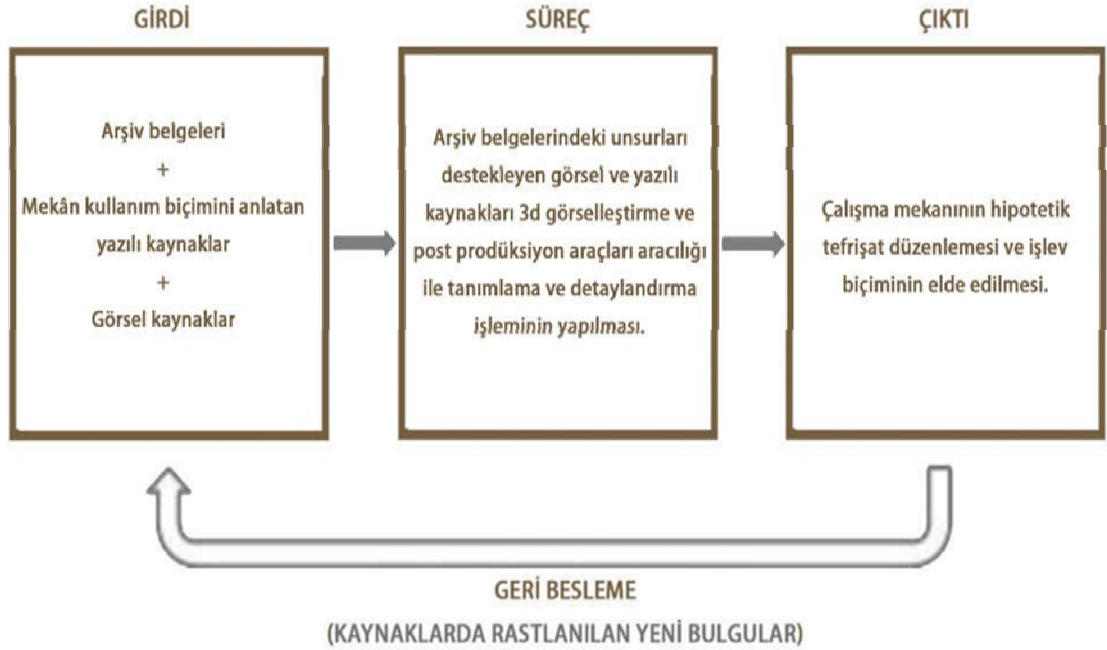 GİRDİ
Arşiv belgeleri
+
Mekân kullanım biçimini anlatan
yazılı kaynaklar
+
Görsel kaynaklar
SÜREÇ
Arşiv belgelerindeki unsurları
destekleyen görsel ve yazılı
kaynakları 3d görselleştirme ve
post prodüksiyon araçları aracılığı
ile tanımlama ve detaylandırma
işleminin yapılması.
ÇIKTI
Çalışma mekanının hipotetik
tefrişat düzenlemesi ve işlev
biçiminin elde edilmesi.
GERİ BESLEME
(KAYNAKLARDA RASTLANILAN YENİ BULGULAR)